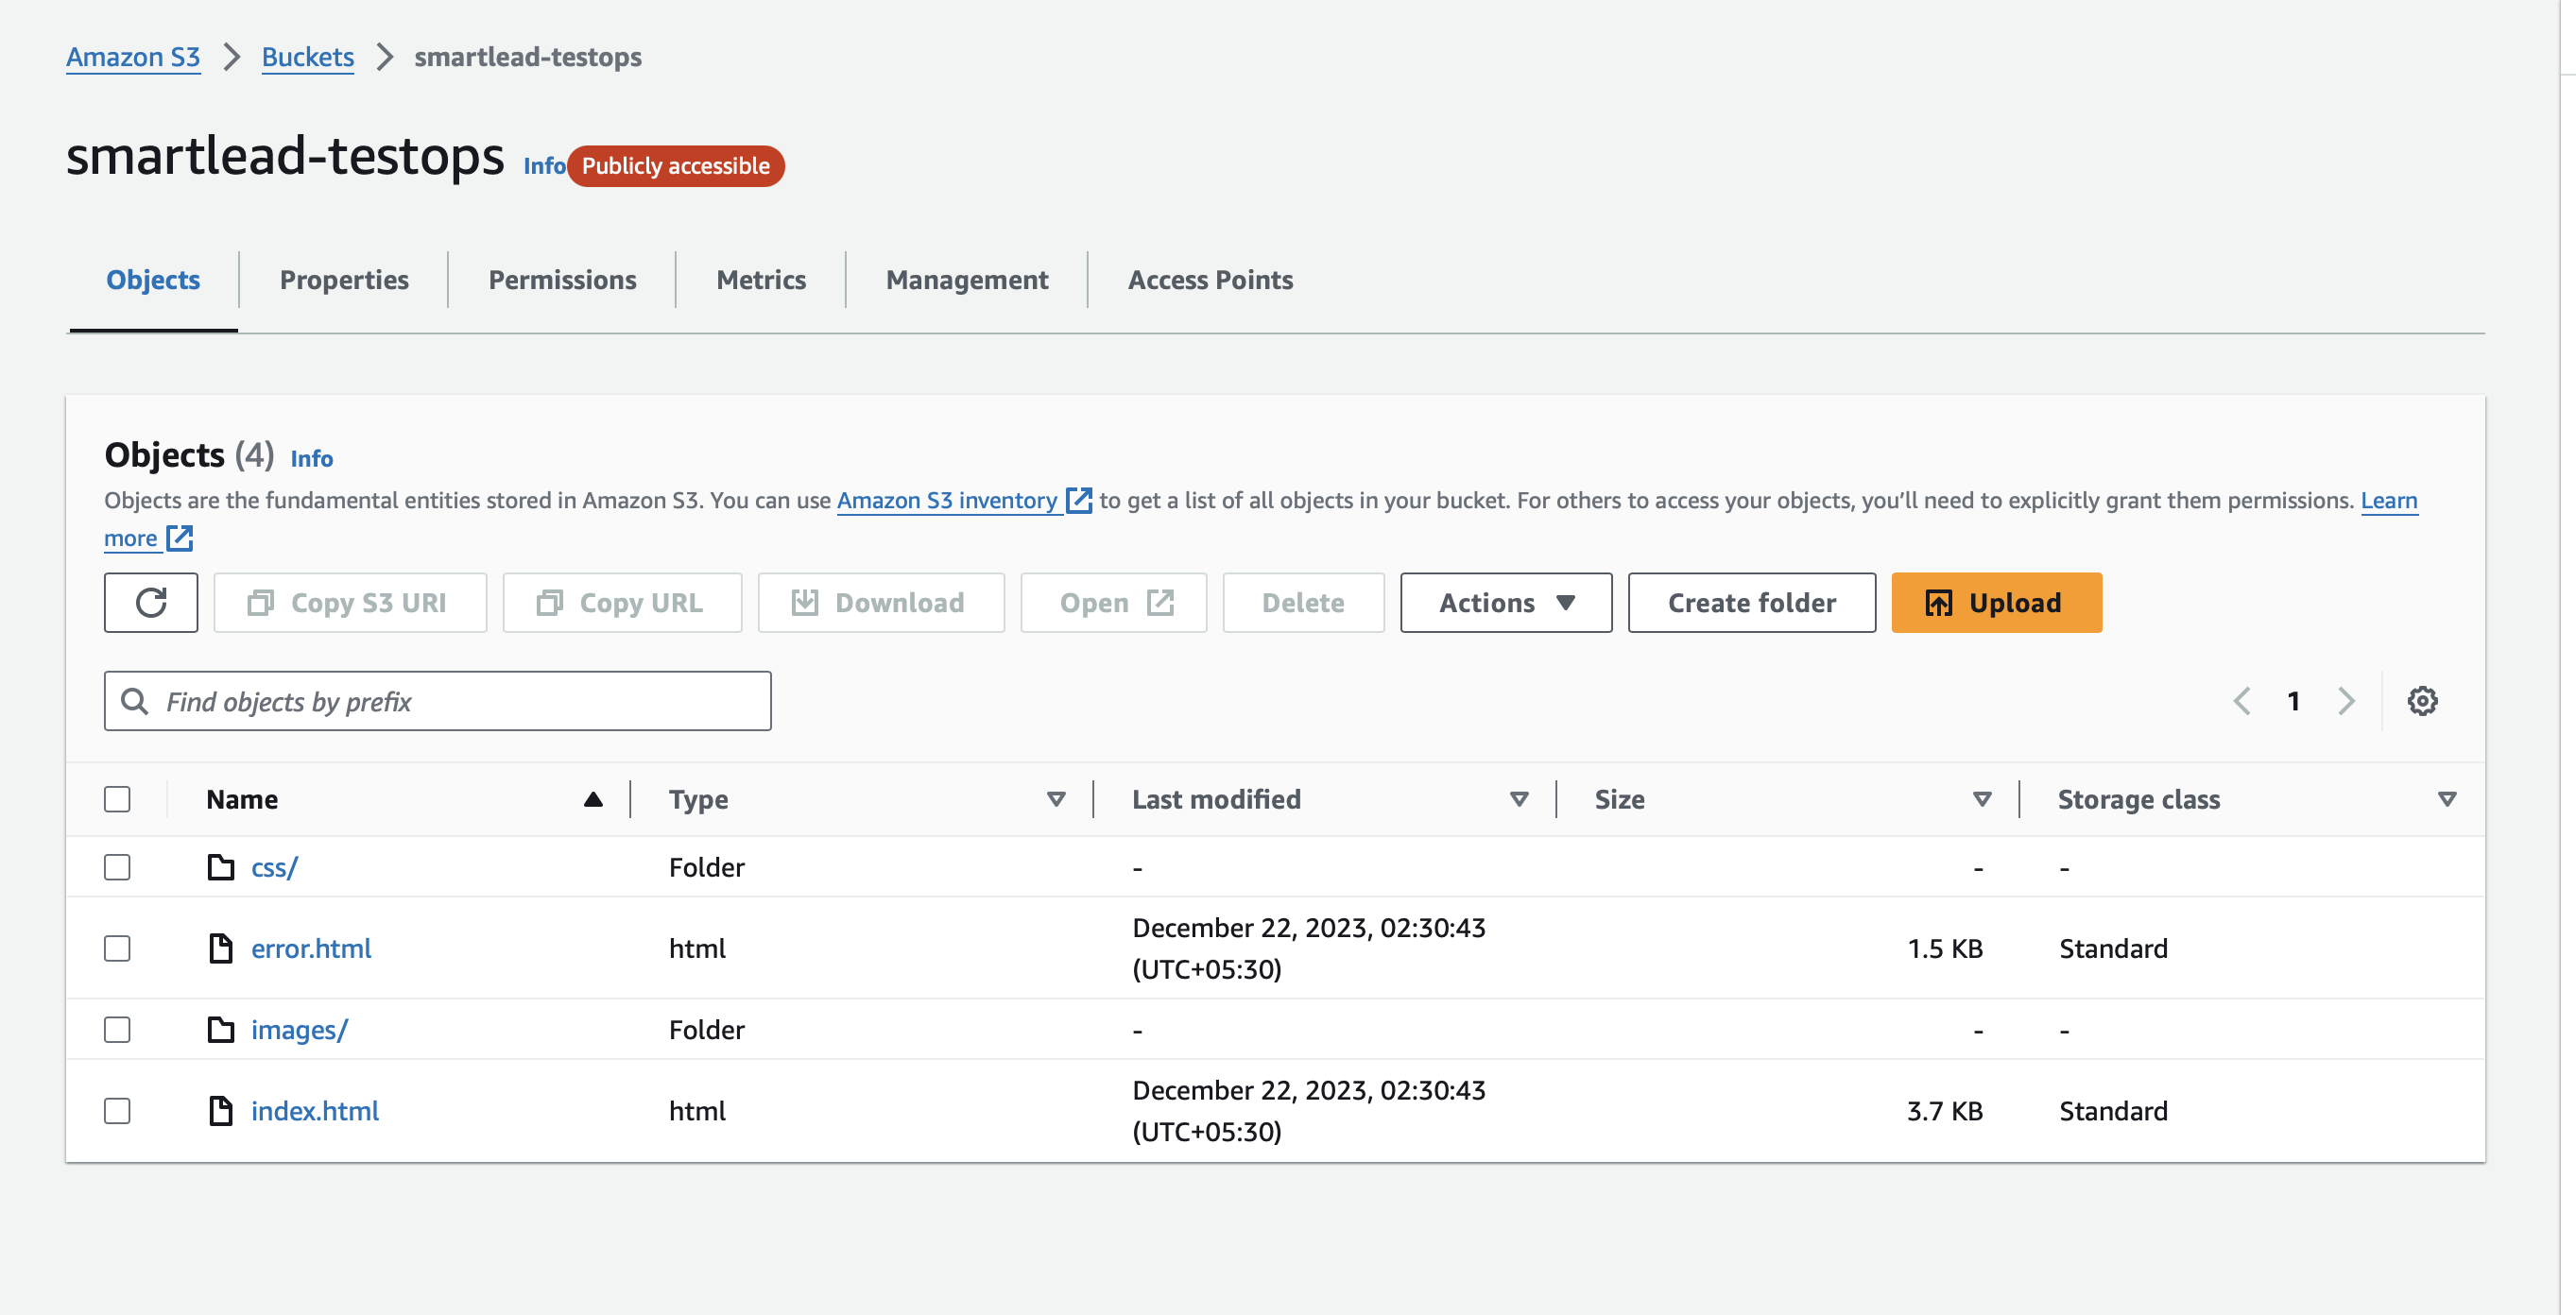 Amazon S3 > Buckets > smartlead-testops
smartlead-testops Info Publicly accessible
Objects Properties Permissions Metrics Management Access Points
Objects (4) Info
Objects are the fundamental entities stored in Amazon S3. You can use Amazon S3 inventory to get a list of all objects in your bucket. For others to access your objects, you'll need to explicitly grant them permissions. Learn
more
Copy S3 URI Copy URL Download Open Delete Actions Create folder Upload
Find objects by prefix 1
Name Type Last modified Size Storage class
css/ Folder - - -
error.html html December 22, 2023, 02:30:43 (UTC+05:30) 1.5 KB Standard
images/ Folder - - -
index.html html December 22, 2023, 02:30:43 (UTC+05:30) 3.7 KB Standard